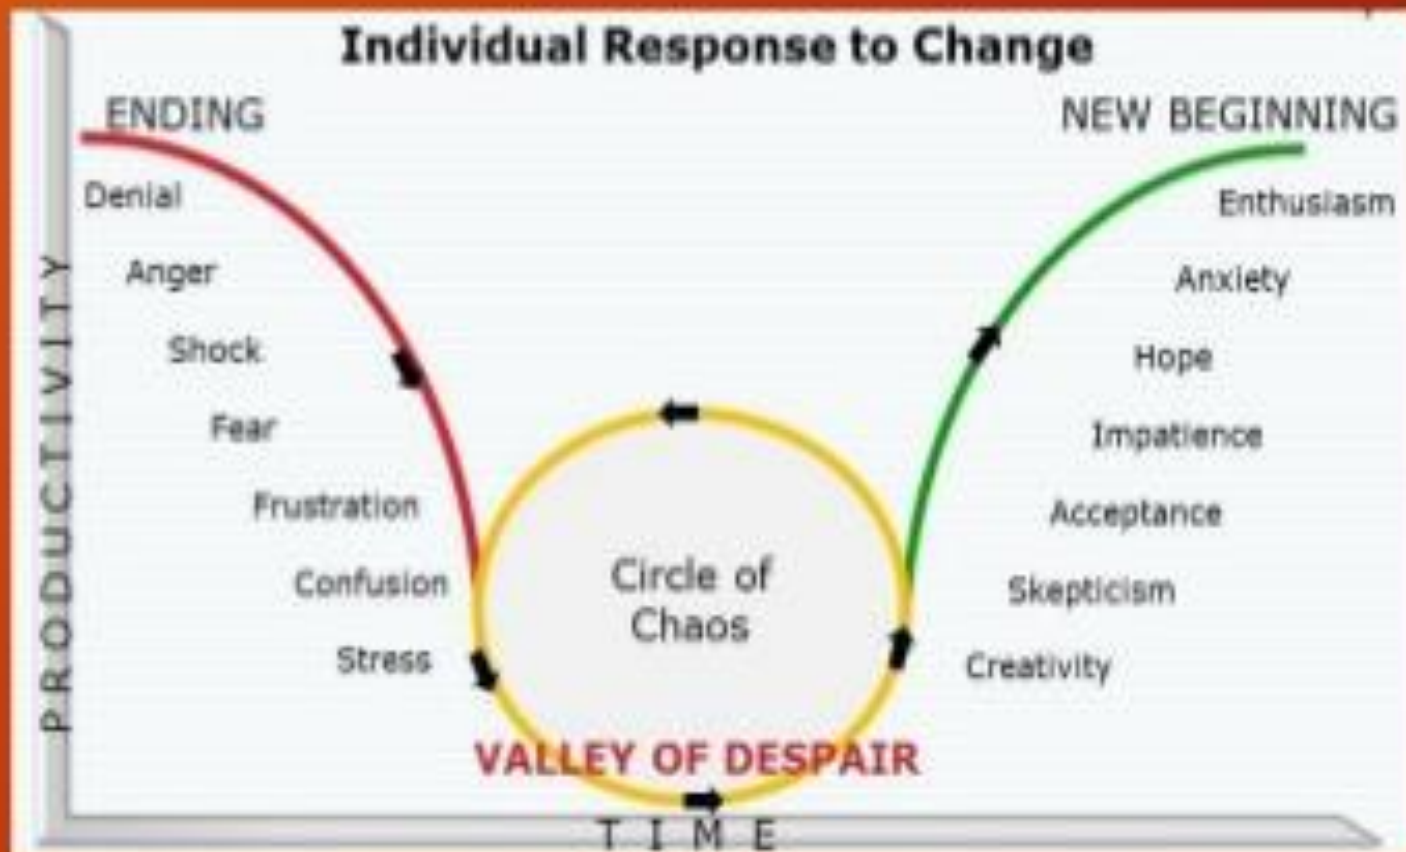 Individual Response to Change
ENDING
NEW BEGINNING
Denial
Anger
Shock
Fear
Frustration
Confusion
Stress
PRODUCTIVITY
Circle of
Chaos
VALLEY OF DESPAIR
TIME
Enthusiasm
Anxiety
Hope
Impatience
Acceptance
Skepticism
Creativity